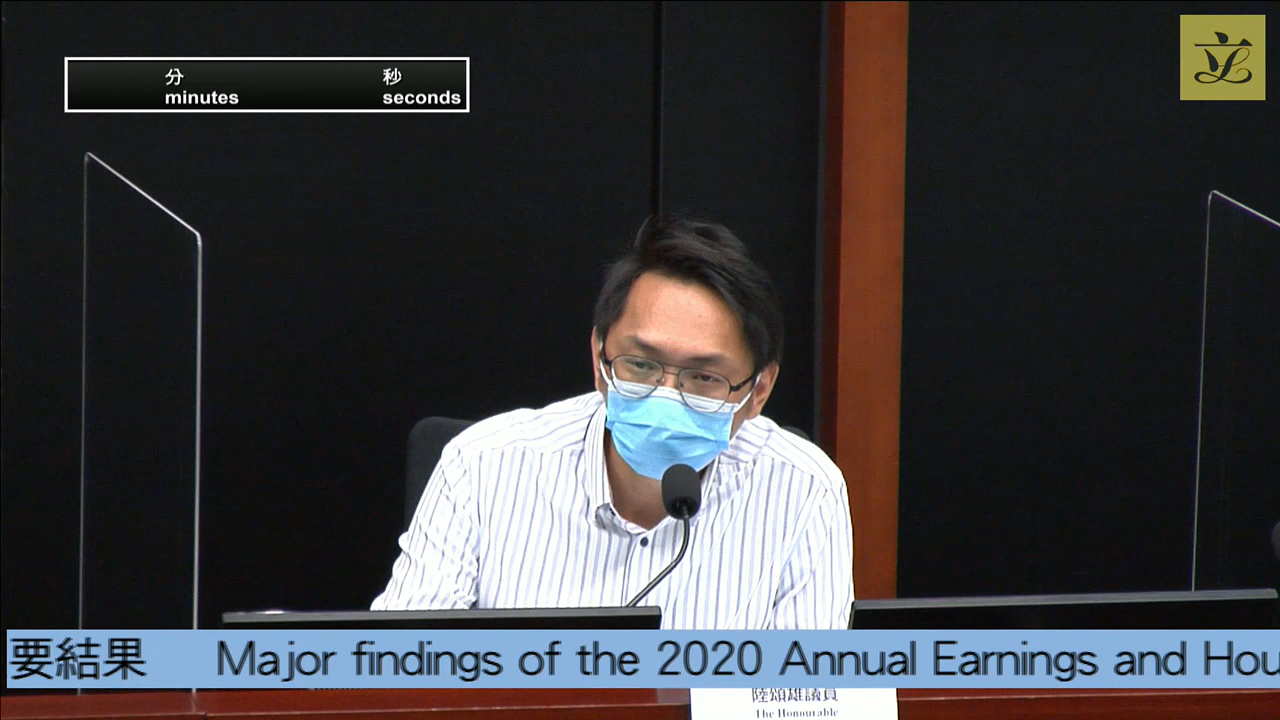 分 秒
minutes seconds
立
要結果 Major findings of the 2020 Annual Earnings and Hou
陸頌雄議員
The Honourable